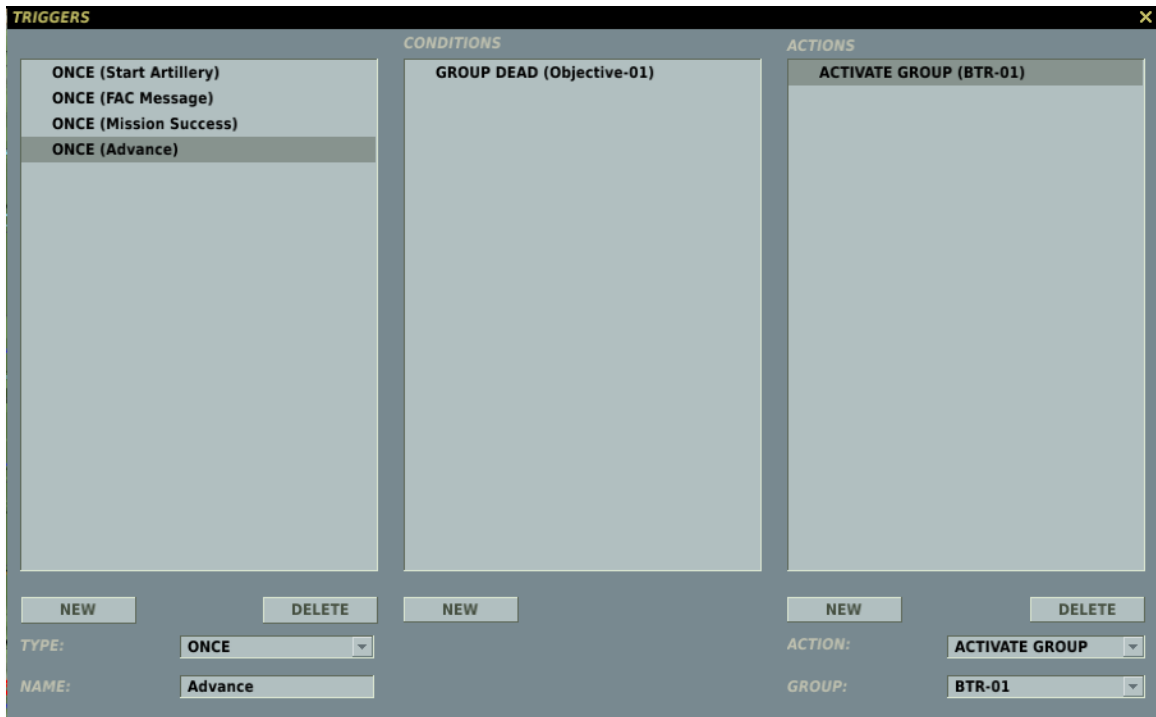 TRIGGERS
CONDITIONS
ACTIONS
ONCE (Start Artillery)
ONCE (FAC Message)
ONCE (Mission Success)
ONCE (Advance)
GROUP DEAD (Objective-01)
ACTIVATE GROUP (BTR-01)
NEW
DELETE
NEW
NEW
DELETE
TYPE:
ONCE
ACTION:
ACTIVATE GROUP
NAME:
Advance
GROUP:
BTR-01